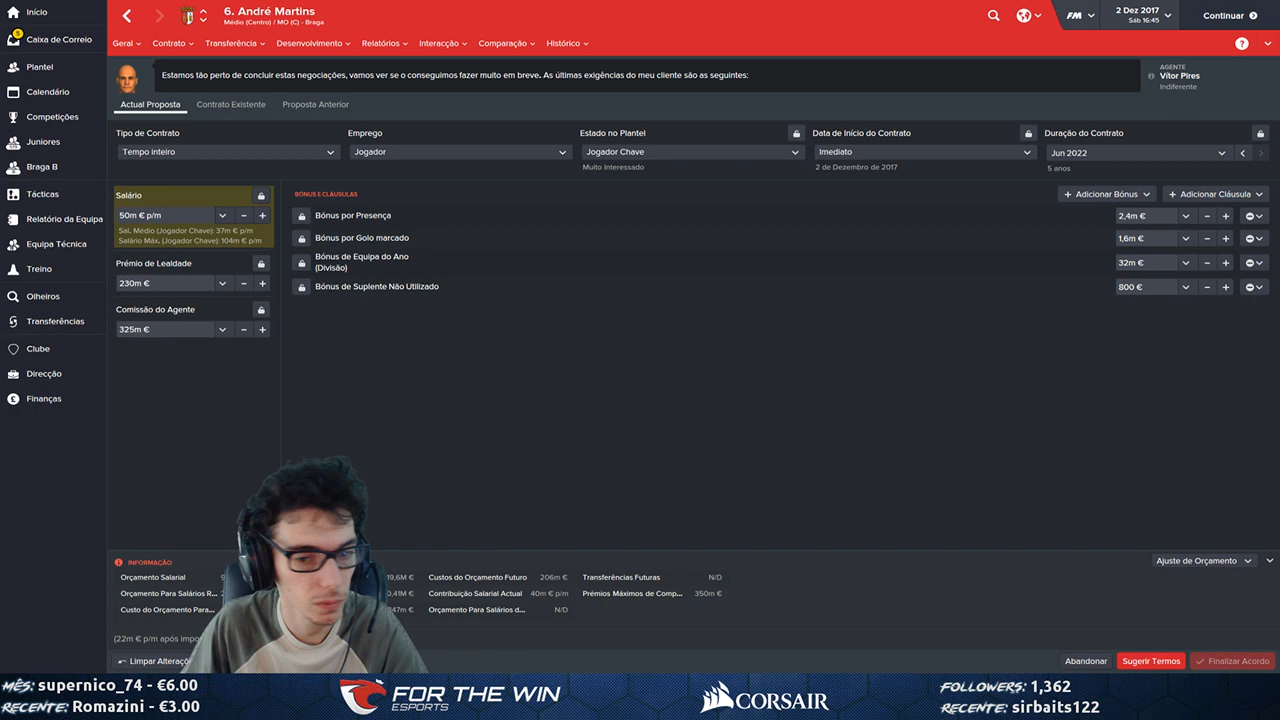 Início
6. André Martins
Médio (Centro) / MO (C) - Braga
FM
2 Dez 2017
Sáb 16:45
Continuar
5
Caixa de Correio
Geral
Contrato
Transferência
Desenvolvimento
Relatórios
Interacção
Comparação
Histórico
?
Plantel
Calendário
Competições
Juniores
Braga B
Tácticas
Relatório da Equipa
Equipa Técnica
Treino
Olheiros
Transferências
Clube
Direcção
Finanças
Estamos tão perto de concluir estas negociações, vamos ver se o conseguimos fazer muito em breve. As últimas exigências do meu cliente são as seguintes:
AGENTE
Vítor Pires
Indiferente
Actual Proposta
Contrato Existente
Proposta Anterior
Tipo de Contrato
Tempo inteiro
Emprego
Jogador
Estado no Plantel
Jogador Chave
Muito Interessado
Data de Início do Contrato
Imediato
2 de Dezembro de 2017
Duração do Contrato
Jun 2022
5 anos
Salário
50m € p/m
Sal. Médio (Jogador Chave): 37m € p/m
Salário Máx. (Jogador Chave): 104m € p/m
Prémio de Lealdade
230m €
Comissão do Agente
325m €
BÓNUS E CLÁUSULAS
+ Adicionar Bónus
+ Adicionar Cláusula
Bónus por Presença
2,4m €
Bónus por Golo marcado
1,6m €
Bónus de Equipa do Ano
(Divisão)
32m €
Bónus de Suplente Não Utilizado
800 €
INFORMAÇÃO
Ajuste de Orçamento
Orçamento Salarial
19,6M €
Custos do Orçamento Futuro
206m €
Transferências Futuras
N/D
Orçamento Para Salários R...
0,41M €
Contribuição Salarial Actual
40m € p/m
Prémios Máximos de Comp...
350m €
Custo do Orçamento Para...
Orçamento Para Salários d...
N/D
(22m € p/m após impo
Limpar Alteraçõ
Abandonar
Sugerir Termos
Finalizar Acordo
MÊS: supernico_74 - €6.00
RECENTE: Romazini - €3.00
FOR THE WIN
ESPORTS
CORSAIR
FOLLOWERS: 1,362
RECENTE: sirbaits122